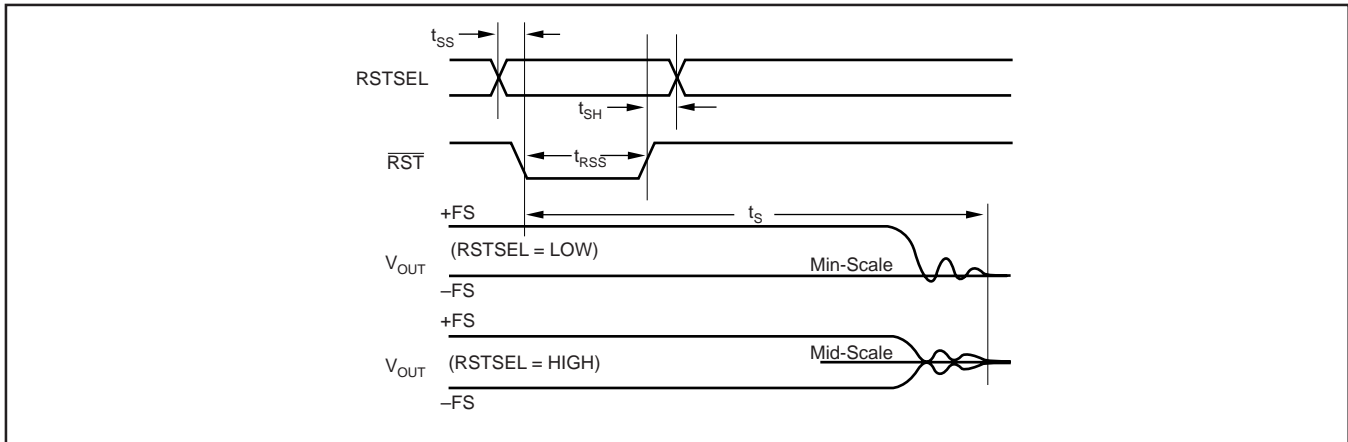 tSS
RSTSEL
tSH
RST
tRSS
+FS
tS
(RSTSEL = LOW)
VOUT
Min-Scale
–FS
+FS
Mid-Scale
VOUT
(RSTSEL = HIGH)
–FS